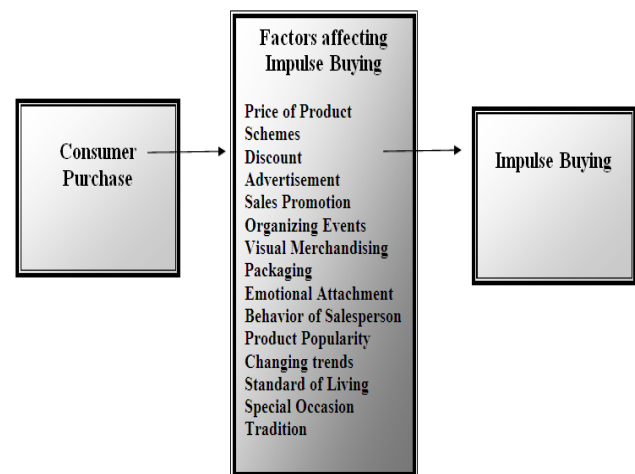 Consumer
Purchase
Factors affecting
Impulse Buying
Price of Product
Schemes
Discount
Advertisement
Sales Promotion
Organizing Events
Visual Merchandising
Packaging
Emotional Attachment
Behavior of Salesperson
Product Popularity
Changing trends
Standard of Living
Special Occasion
Tradition
Impulse Buying